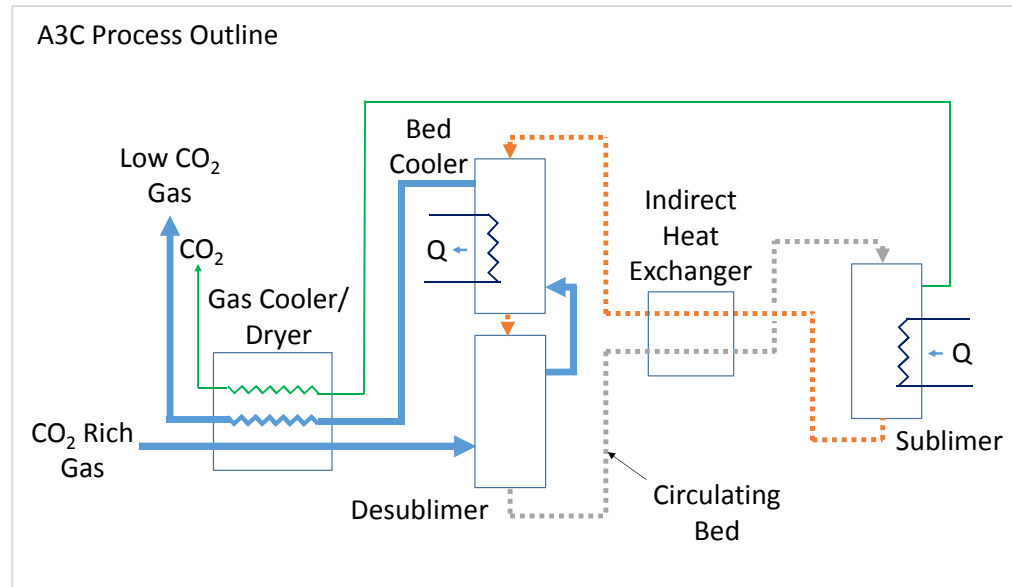 A3C Process Outline
Bed
Cooler
Low CO₂
Gas
CO₂
Indirect
Heat
Exchanger
Q
Gas Cooler/
Dryer
Q
CO₂ Rich
Gas
Sublimer
Desublimer
Circulating
Bed